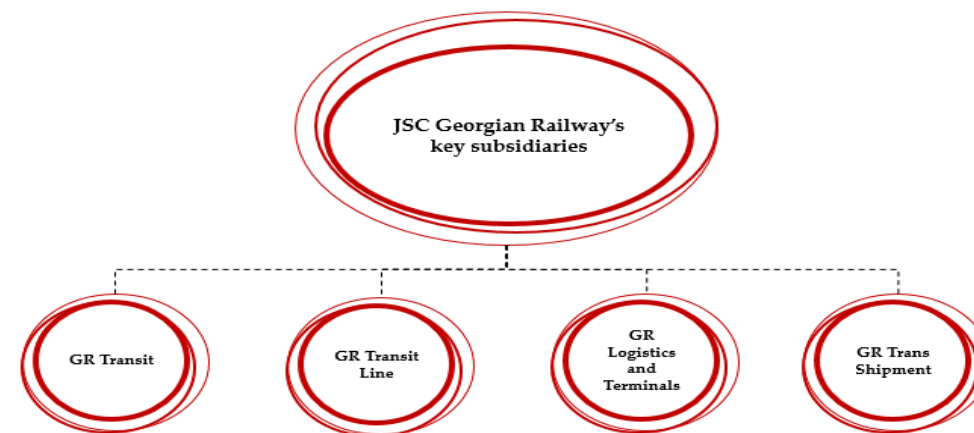 JSC Georgian Railway's
key subsidiaries
GR Transit
GR Transit
Line
GR
Logistics
and
Terminals
GR Trans
Shipment